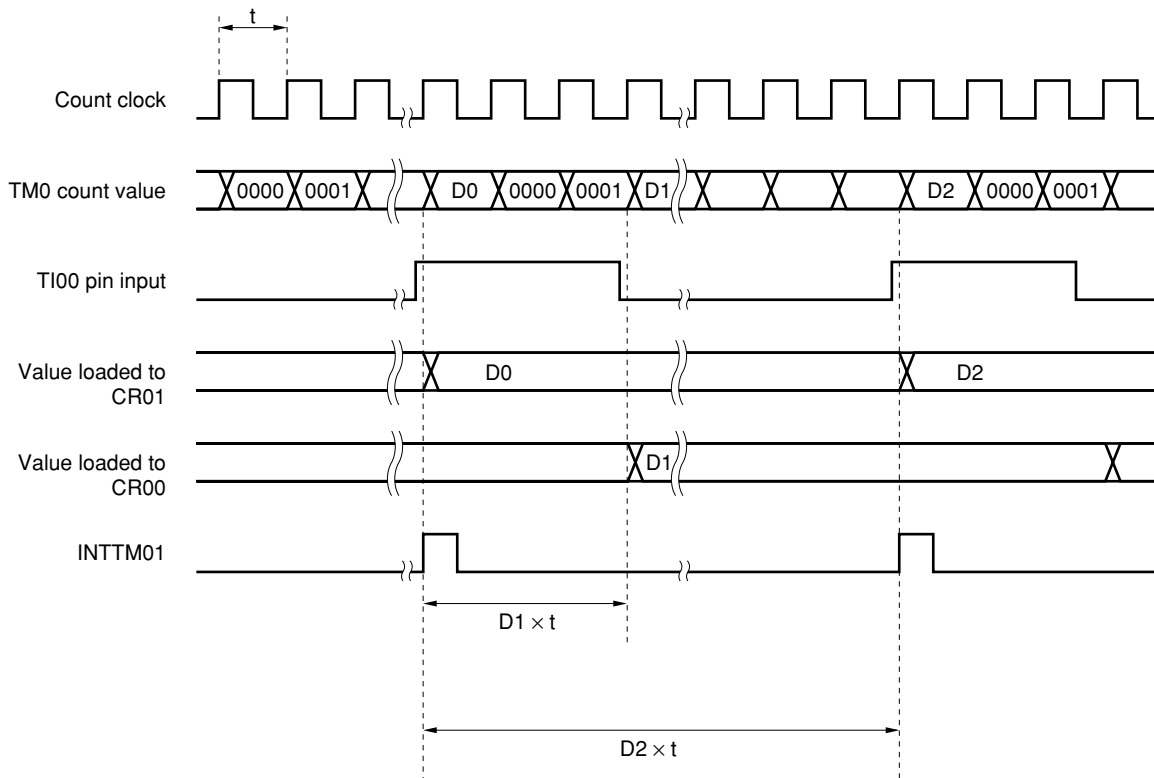 t
Count clock
TM0 count value
0000 0001 D0 0000 0001 D1 D2 0000 0001
TI00 pin input
Value loaded to
CR01
D0 D2
Value loaded to
CR00
D1
INTTM01
D1 × t
D2 × t